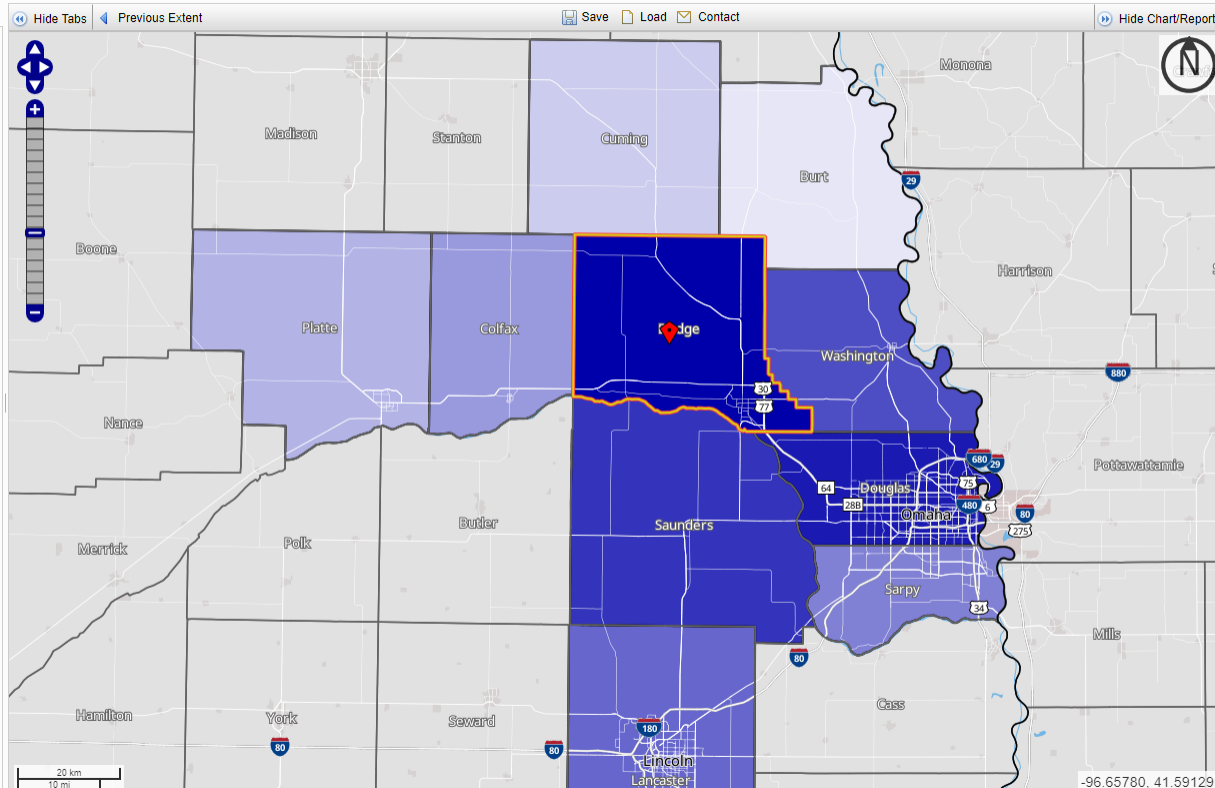 Hide Tabs
Previous Extent
Save
Load
Contact
Hide Chart/Report
N
Monona
Madison
Stanton
Cuming
Burt
29
Boone
Harrison
Platte
Colfax
Washington
880
30
77
Nance
Pottawattamie
680
29
75
64
Douglas
28B
480
6
80
Omaha
275
Saunders
Butler
Polk
Merrick
Sarpy
34
Mills
80
Cass
Hamilton
York
Seward
180
80
80
Lincoln
Lancaster
20 km
10 mi
-96.65780, 41.59129